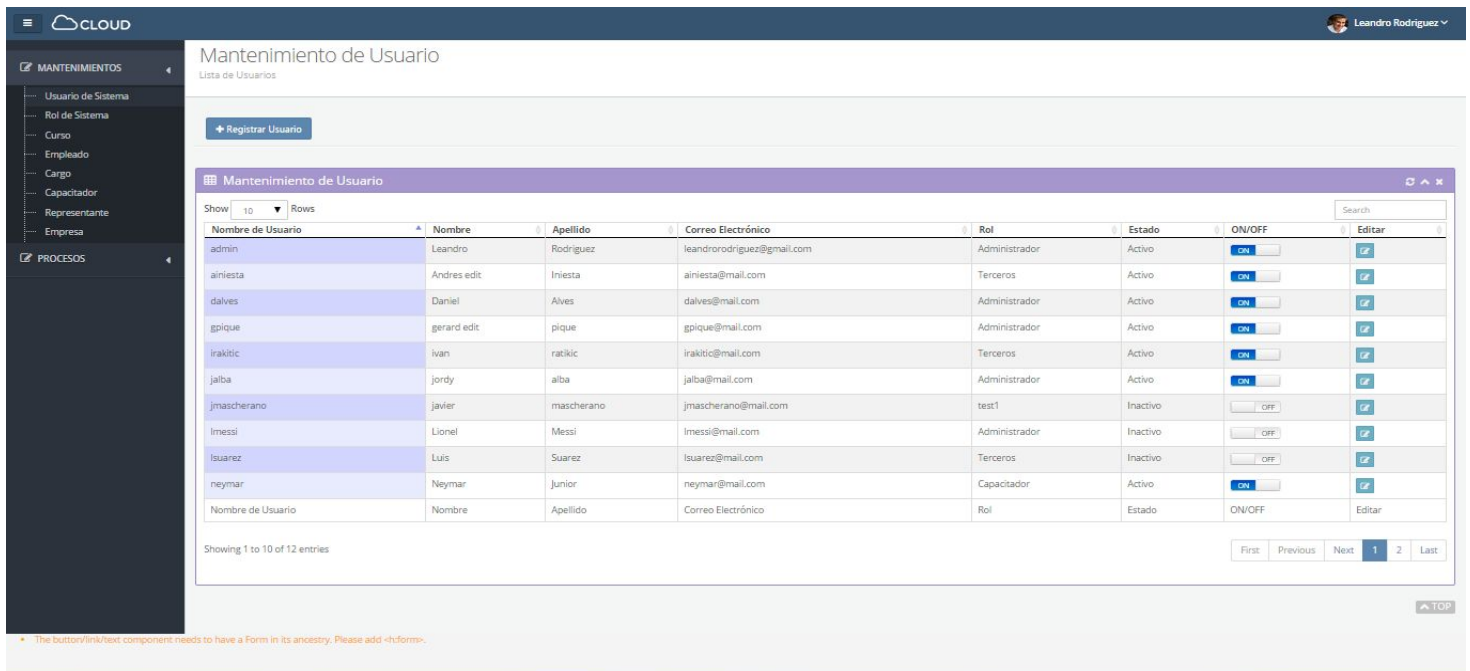 CLOUD
Leandro Rodriguez
MANTENIMIENTOS
Usuario de Sistema
Rol de Sistema
Curso
Empleado
Cargo
Capacitador
Representante
Empresa
PROCESOS
Mantenimiento de Usuario
Lista de Usuarios
Registrar Usuario
Mantenimiento de Usuario
Show 10 Rows Search
Nombre de Usuario Nombre Apellido Correo Electrónico Rol Estado ON/OFF Editar
admin Leandro Rodriguez leandrorodriguez@gmail.com Administrador Activo ON
ainiesta Andres edit Iniesta ainiesta@mail.com Terceros Activo ON
dalves Daniel Alves dalves@mail.com Administrador Activo ON
gpique gerard edit pique gpique@mail.com Administrador Activo ON
irakitic ivan ratikic irakitic@mail.com Terceros Activo ON
jalba jordy alba jalba@mail.com Administrador Activo ON
jmascherano javier mascherano jmascherano@mail.com test1 Inactivo OFF
lmessi Lionel Messi lmessi@mail.com Administrador Inactivo OFF
lsuarez Luis Suarez lsuarez@mail.com Terceros Inactivo OFF
neymar Neymar Junior neymar@mail.com Capacitador Activo ON
Nombre de Usuario Nombre Apellido Correo Electrónico Rol Estado ON/OFF Editar
Showing 1 to 10 of 12 entries
First Previous Next 1 2 Last
TOP
The button/link/text component needs to have a Form in its ancestry. Please add <h:form>.